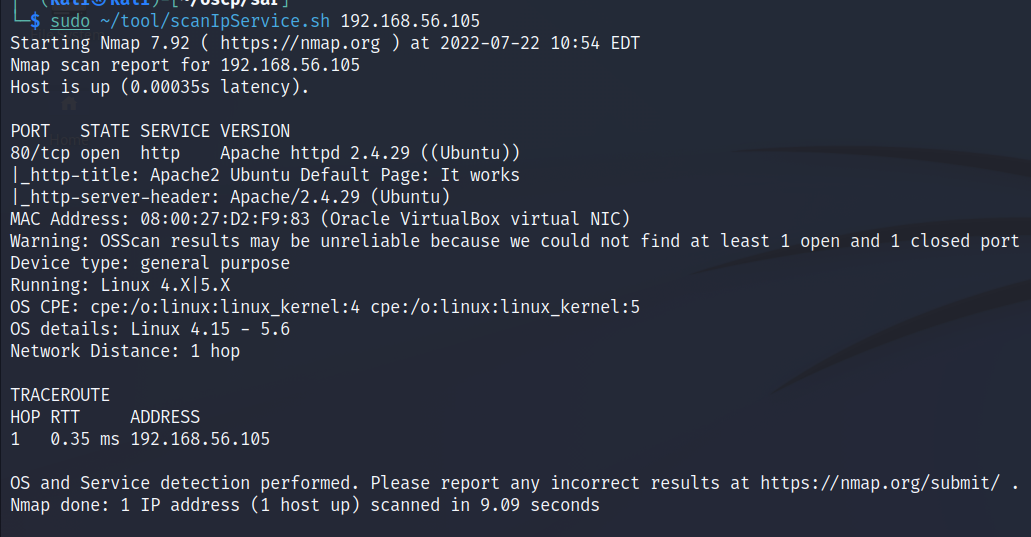 (kali㉿kali)-[~/oscp/sar]
└─$ sudo ~/tool/scanIpService.sh 192.168.56.105
Starting Nmap 7.92 ( https://nmap.org ) at 2022-07-22 10:54 EDT
Nmap scan report for 192.168.56.105
Host is up (0.00035s latency).
PORT   STATE SERVICE VERSION
80/tcp open  http    Apache httpd 2.4.29 ((Ubuntu))
|_http-title: Apache2 Ubuntu Default Page: It works
|_http-server-header: Apache/2.4.29 (Ubuntu)
MAC Address: 08:00:27:D2:F9:83 (Oracle VirtualBox virtual NIC)
Warning: OSScan results may be unreliable because we could not find at least 1 open and 1 closed port
Device type: general purpose
Running: Linux 4.X|5.X
OS CPE: cpe:/o:linux:linux_kernel:4 cpe:/o:linux:linux_kernel:5
OS details: Linux 4.15 - 5.6
Network Distance: 1 hop
TRACEROUTE
HOP RTT     ADDRESS
1   0.35 ms 192.168.56.105
OS and Service detection performed. Please report any incorrect results at https://nmap.org/submit/ .
Nmap done: 1 IP address (1 host up) scanned in 9.09 seconds